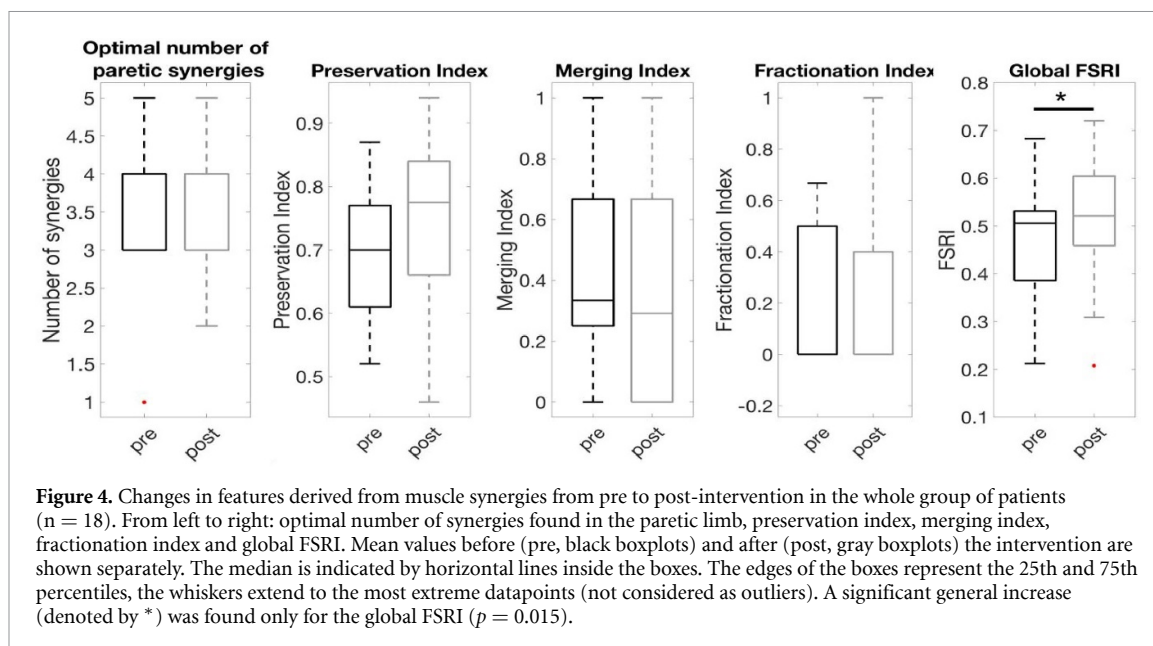 Optimal number of
paretic synergies
Number of synergies
5
4.5
4
3.5
3
2.5
2
1.5
1
pre
post
Preservation Index
Preservation Index
0.9
0.8
0.7
0.6
0.5
pre
post
Merging Index
Merging Index
1
0.8
0.6
0.4
0.2
0
pre
post
Fractionation Index
Fractionation Index
1
0.8
0.6
0.4
0.2
0
-0.2
pre
post
Global FSRI
FSRI
0.8
0.7
0.6
0.5
0.4
0.3
0.2
0.1
*
pre
post
Figure 4. Changes in features derived from muscle synergies from pre to post-intervention in the whole group of patients
(n = 18). From left to right: optimal number of synergies found in the paretic limb, preservation index, merging index,
fractionation index and global FSRI. Mean values before (pre, black boxplots) and after (post, gray boxplots) the intervention are
shown separately. The median is indicated by horizontal lines inside the boxes. The edges of the boxes represent the 25th and 75th
percentiles, the whiskers extend to the most extreme datapoints (not considered as outliers). A significant general increase
(denoted by *) was found only for the global FSRI (p = 0.015).